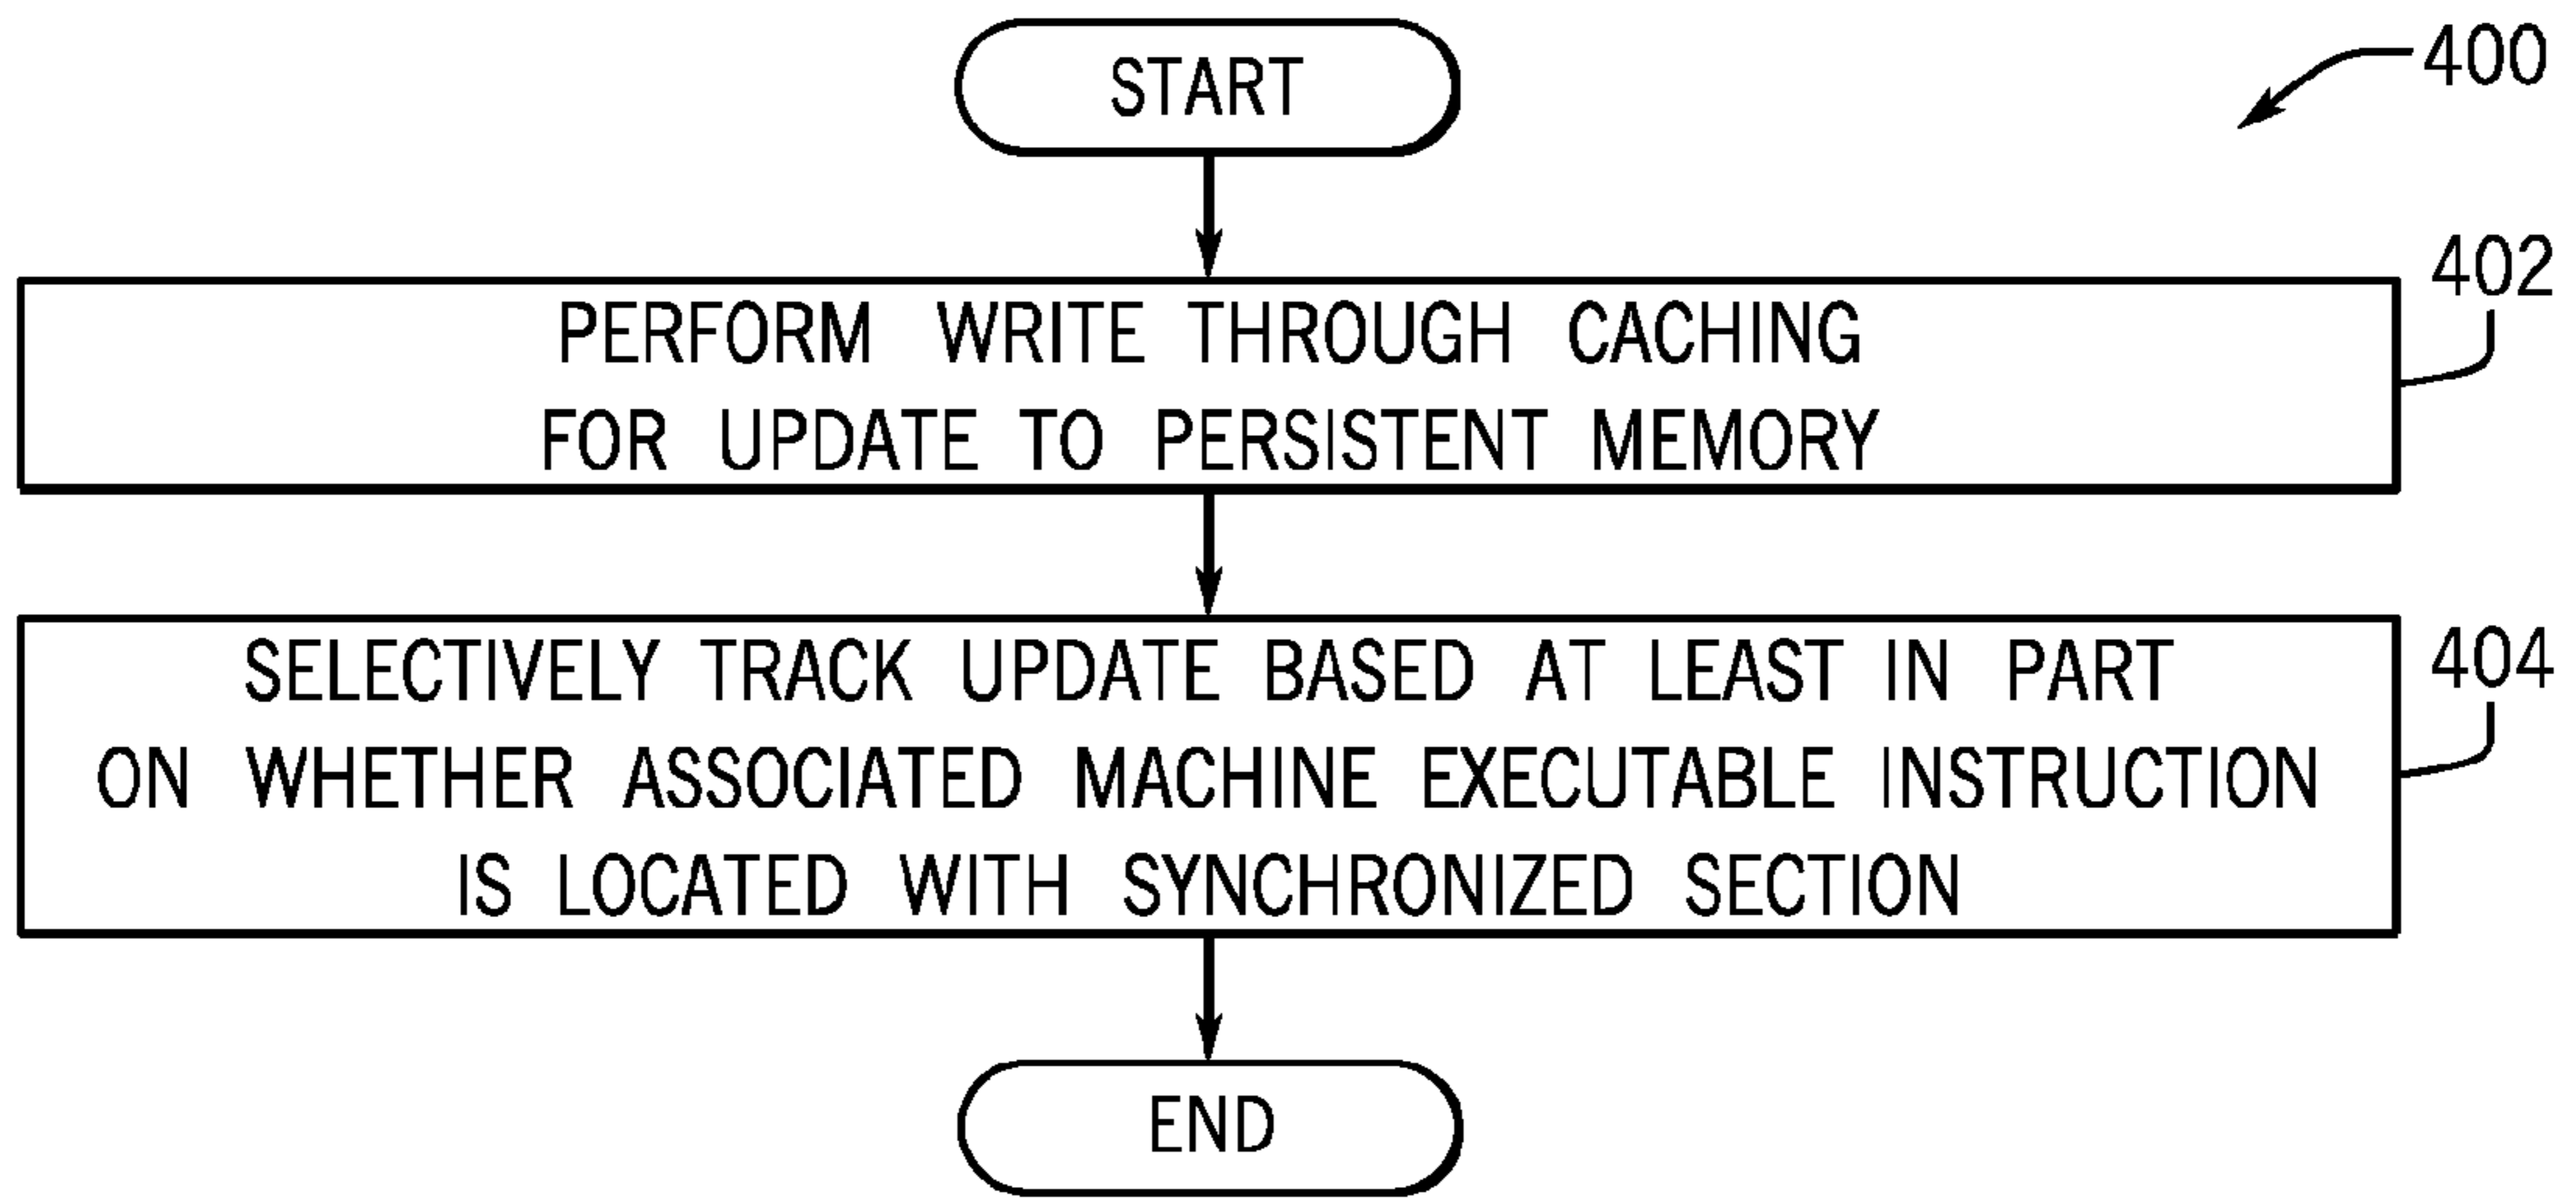 START
400
402
PERFORM WRITE THROUGH CACHING
FOR UPDATE TO PERSISTENT MEMORY
404
SELECTIVELY TRACK UPDATE BASED AT LEAST IN PART
ON WHETHER ASSOCIATED MACHINE EXECUTABLE INSTRUCTION
IS LOCATED WITH SYNCHRONIZED SECTION
END